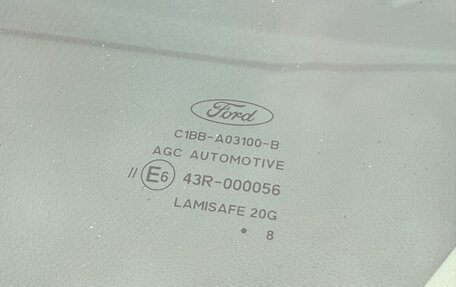 Ford
C1BB-A03100-B
AGC AUTOMOTIVE
// E6 43R-000056
LAMISAFE 20G
• 8